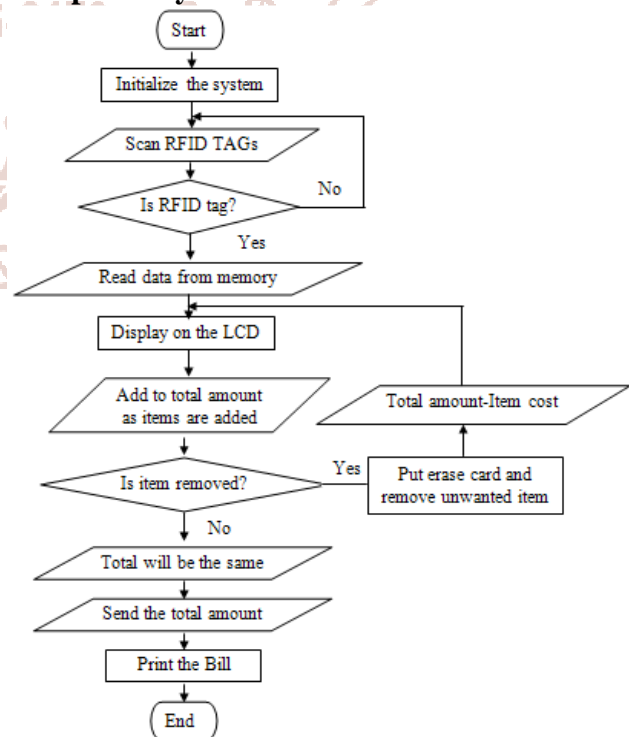 Start
Initialize the system
Scan RFID TAGs
No
Is RFID tag?
Yes
Read data from memory
Display on the LCD
Add to total amount
as items are added
Total amount-Item cost
Is item removed?
Yes
Put erase card and
remove unwanted item
No
Total will be the same
Send the total amount
Print the Bill
End